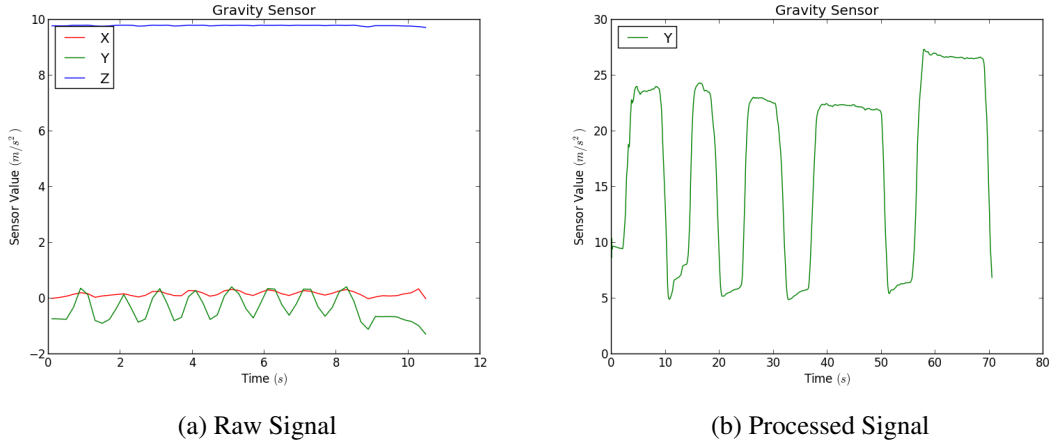 Gravity Sensor
10
8
6
4
2
0
−2
Sensor Value (m/s²)
X
Y
Z
0 2 4 6 8 10 12
Time (s)
(a) Raw Signal
Gravity Sensor
30
25
20
15
10
5
0
Sensor Value (m/s²)
Y
0 10 20 30 40 50 60 70 80
Time (s)
(b) Processed Signal